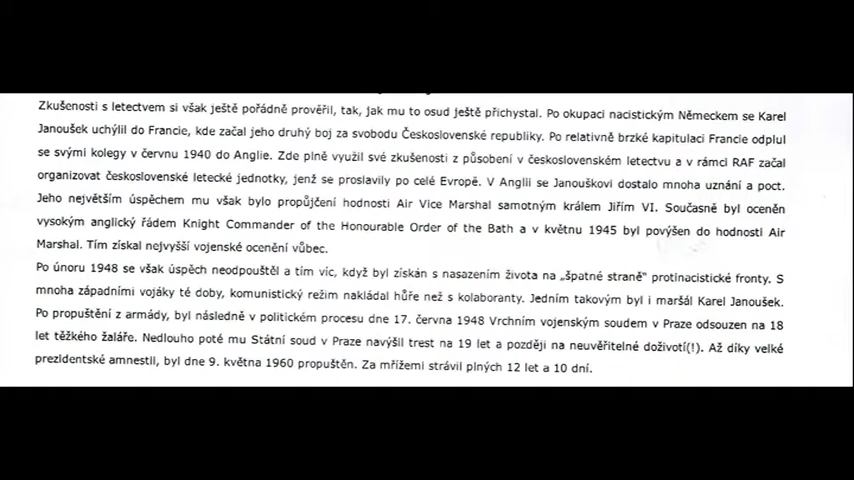 Zkušenosti s letectvem si však ještě pořádně prověřil, tak, jak mu to osud ještě přichystal. Po okupaci nacistickým Německem se Karel
Janoušek uchýlil do Francie, kde začal jeho druhý boj za svobodu Československé republiky. Po relativně brzké kapitulaci Francie odplul
se svými kolegy v červnu 1940 do Anglie. Zde plně využil své zkušenosti z působení v československém letectvu a v rámci RAF začal
organizovat československé letecké jednotky, jenž se proslavily po celé Evropě. V Anglii se Janouškovi dostalo mnoha uznání a poct.
Jeho největším úspěchem mu však bylo propůjčení hodnosti Air Vice Marshal samotným králem Jiřím VI. Současně byl oceněn
vysokým anglický řádem Knight Commander of the Honourable Order of the Bath a v květnu 1945 byl povýšen do hodnosti Air
Marshal. Tím získal nejvyšší vojenské ocenění vůbec.
Po únoru 1948 se však úspěch neodpouštěl a tím víc, když byl získán s nasazením života na „špatné straně“ protinacistické fronty. S
mnoha západními vojáky té doby, komunistický režim nakládal hůře než s kolaboranty. Jedním takovým byl i maršál Karel Janoušek.
Po propuštění z armády, byl následně v politickém procesu dne 17. června 1948 Vrchním vojenským soudem v Praze odsouzen na 18
let těžkého žaláře. Nedlouho poté mu Státní soud v Praze navýšil trest na 19 let a později na neuvěřitelné doživotí(!). Až díky velké
prezidentské amnestii, byl dne 9. května 1960 propuštěn. Za mřížemi strávil plných 12 let a 10 dní.